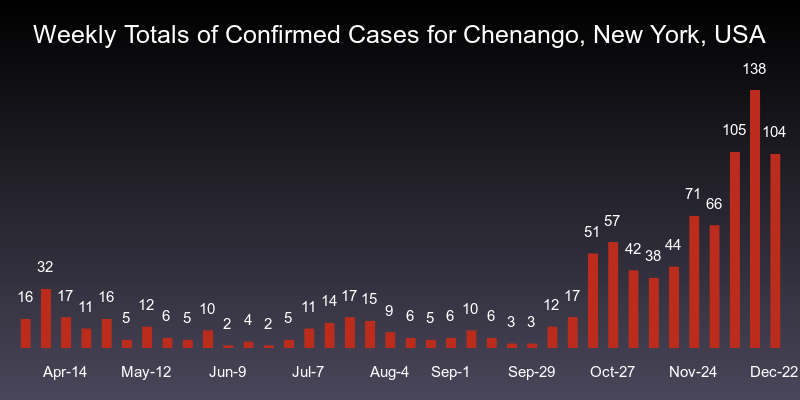 Weekly Totals of Confirmed Cases for Chenango, New York, USA
16 32 17 11 16 5 12 6 5 10 2 4 2 5 11 14 17 15 9 6 5 6 10 6 3 3 12 17 51 57 42 38 44 71 66 105 138 104
Apr-14 May-12 Jun-9 Jul-7 Aug-4 Sep-1 Sep-29 Oct-27 Nov-24 Dec-22